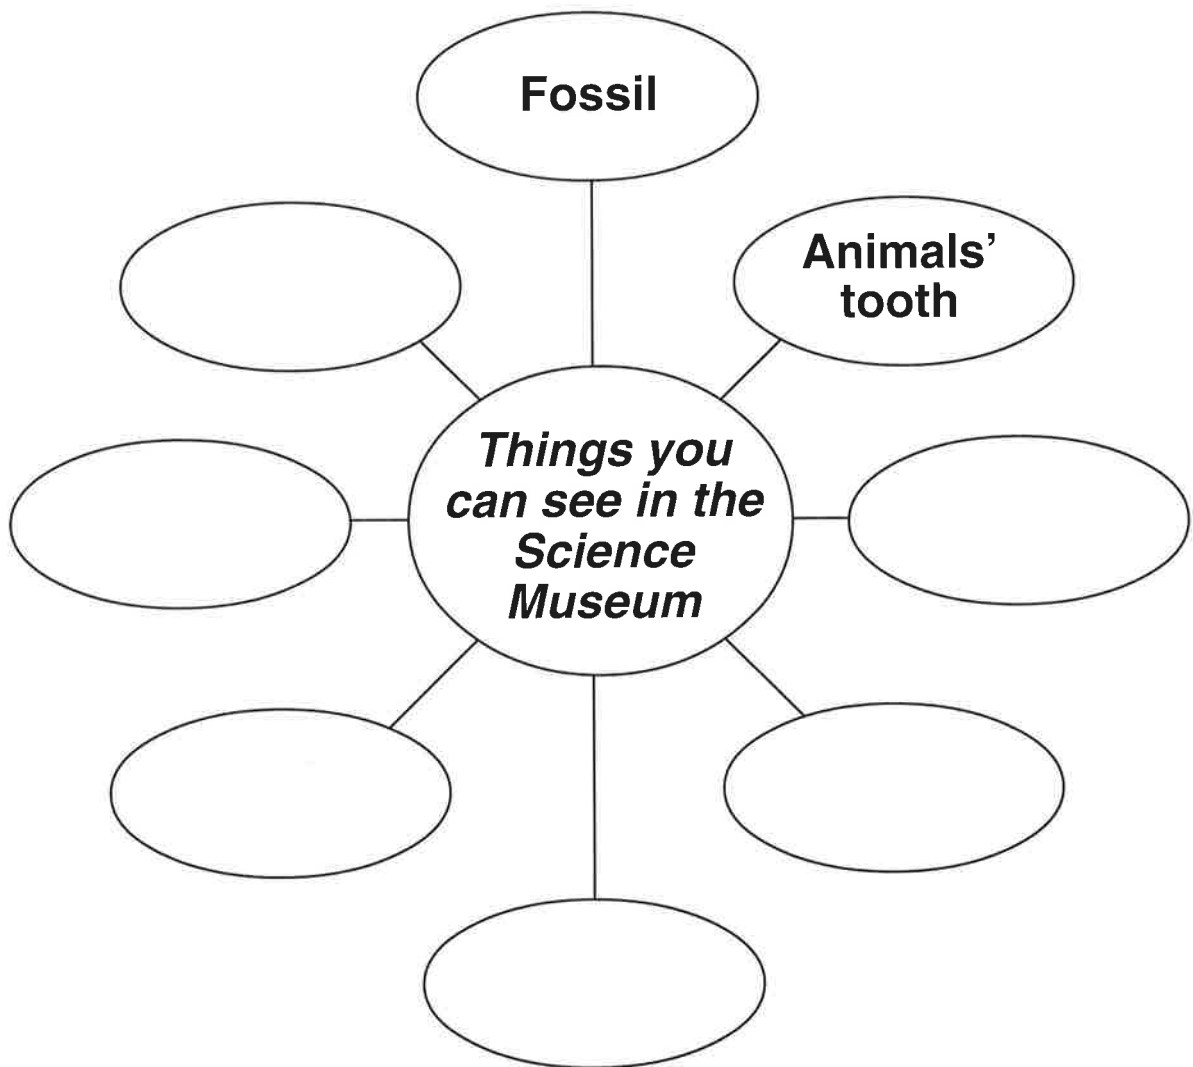 Fossil
Animals’
tooth
Things you
can see in the
Science
Museum